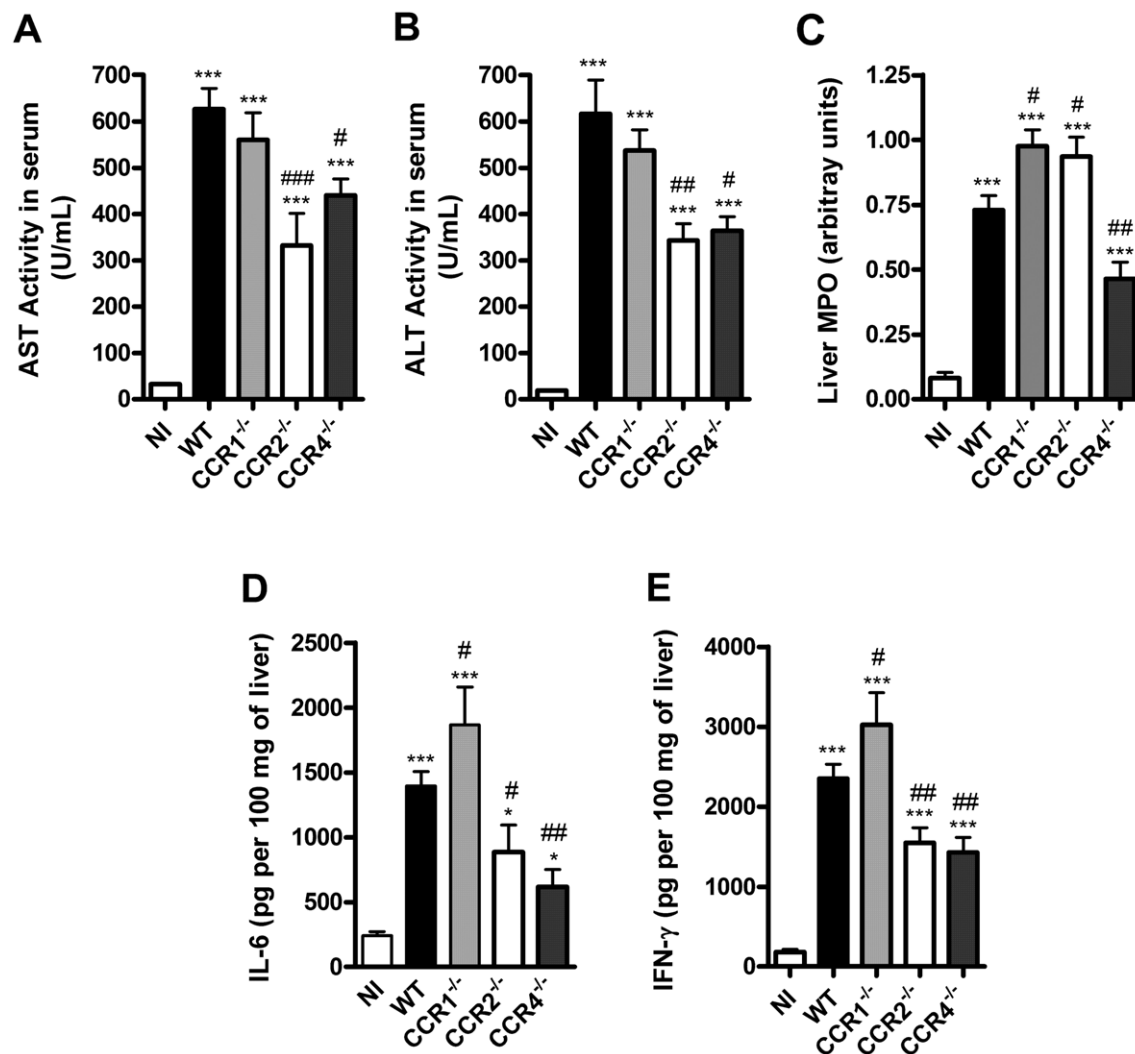 A
AST Activity in serum
(U/mL)
700
600
500
400
300
200
100
0
***
***
###
***
#
***
NI
WT
CCR1-/-
CCR2-/-
CCR4-/-
B
ALT Activity in serum
(U/mL)
700
600
500
400
300
200
100
0
***
***
##
***
#
***
NI
WT
CCR1-/-
CCR2-/-
CCR4-/-
C
Liver MPO (arbitray units)
1.25
1.00
0.75
0.50
0.25
0.00
***
#
***
#
***
##
***
NI
WT
CCR1-/-
CCR2-/-
CCR4-/-
D
IL-6 (pg per 100 mg of liver)
2500
2000
1500
1000
500
0
***
#
***
#
*
##
*
NI
WT
CCR1-/-
CCR2-/-
CCR4-/-
E
IFN-γ (pg per 100 mg of liver)
4000
3000
2000
1000
0
***
#
***
##
***
##
***
NI
WT
CCR1-/-
CCR2-/-
CCR4-/-